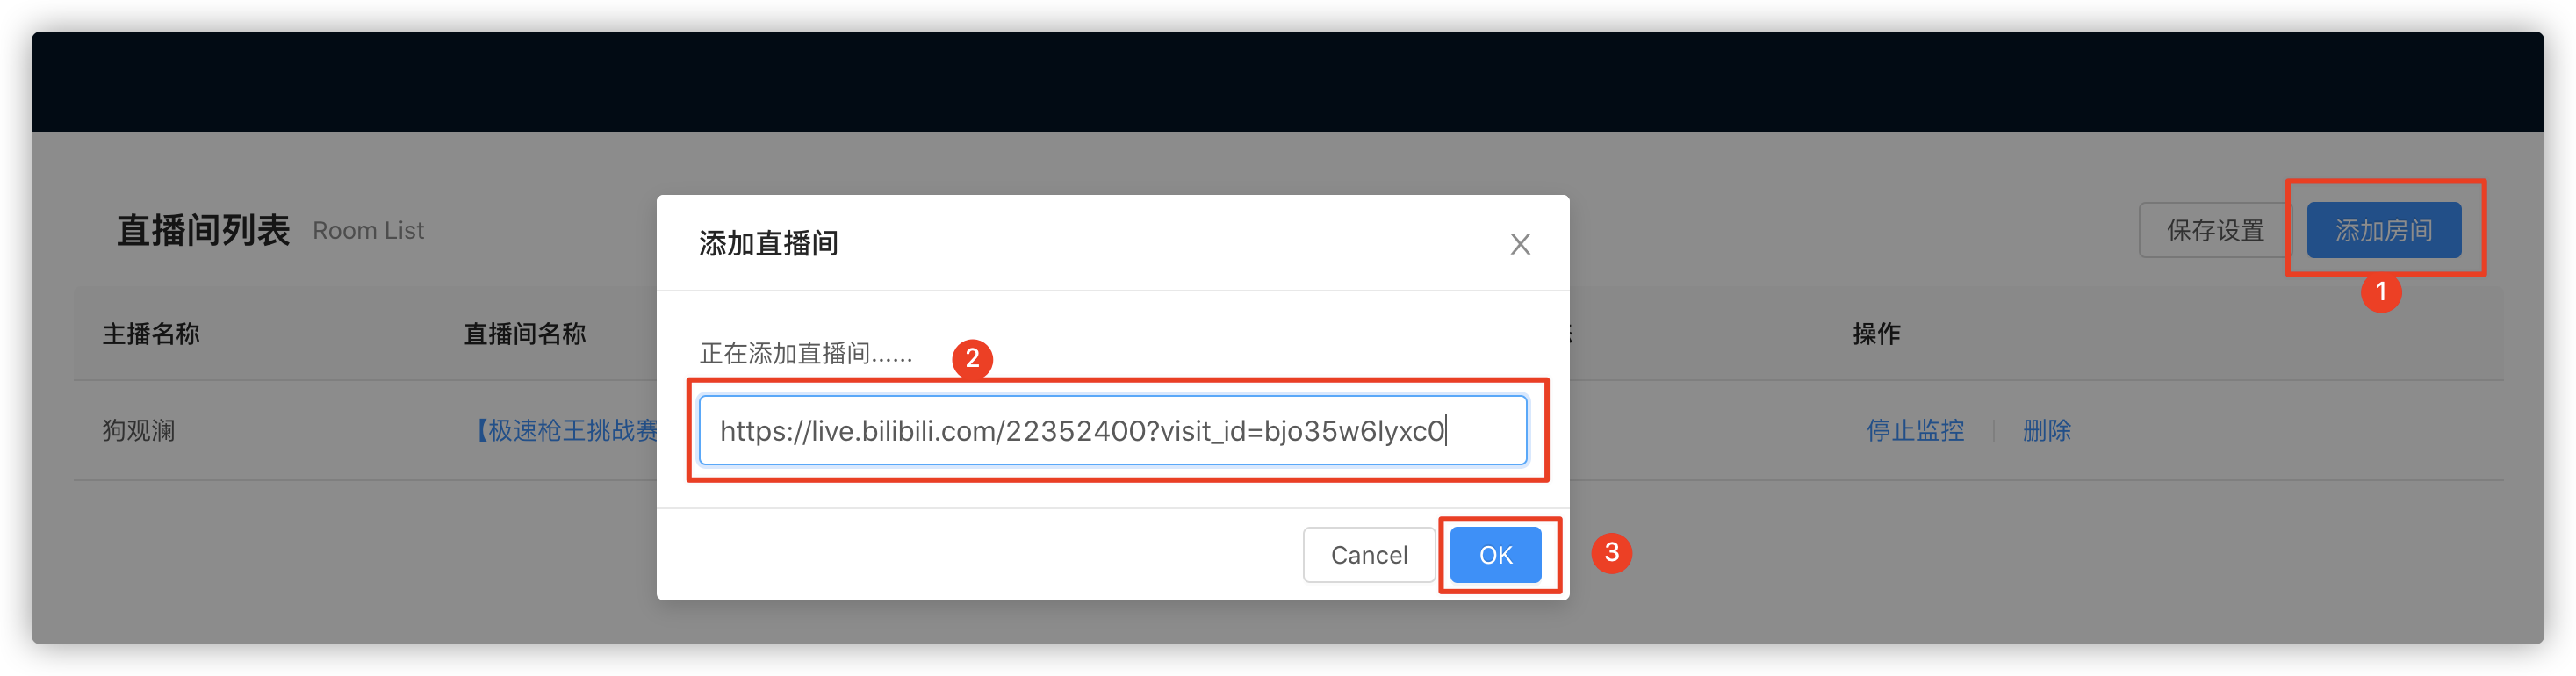 直播间列表 Room List
保存设置
添加房间
1
添加直播间
正在添加直播间......
2
https://live.bilibili.com/22352400?visit_id=bjo35w6lyxc0
Cancel
OK
3
主播名称
直播间名称
操作
狗观澜
【极速枪王挑战赛
停止监控
删除